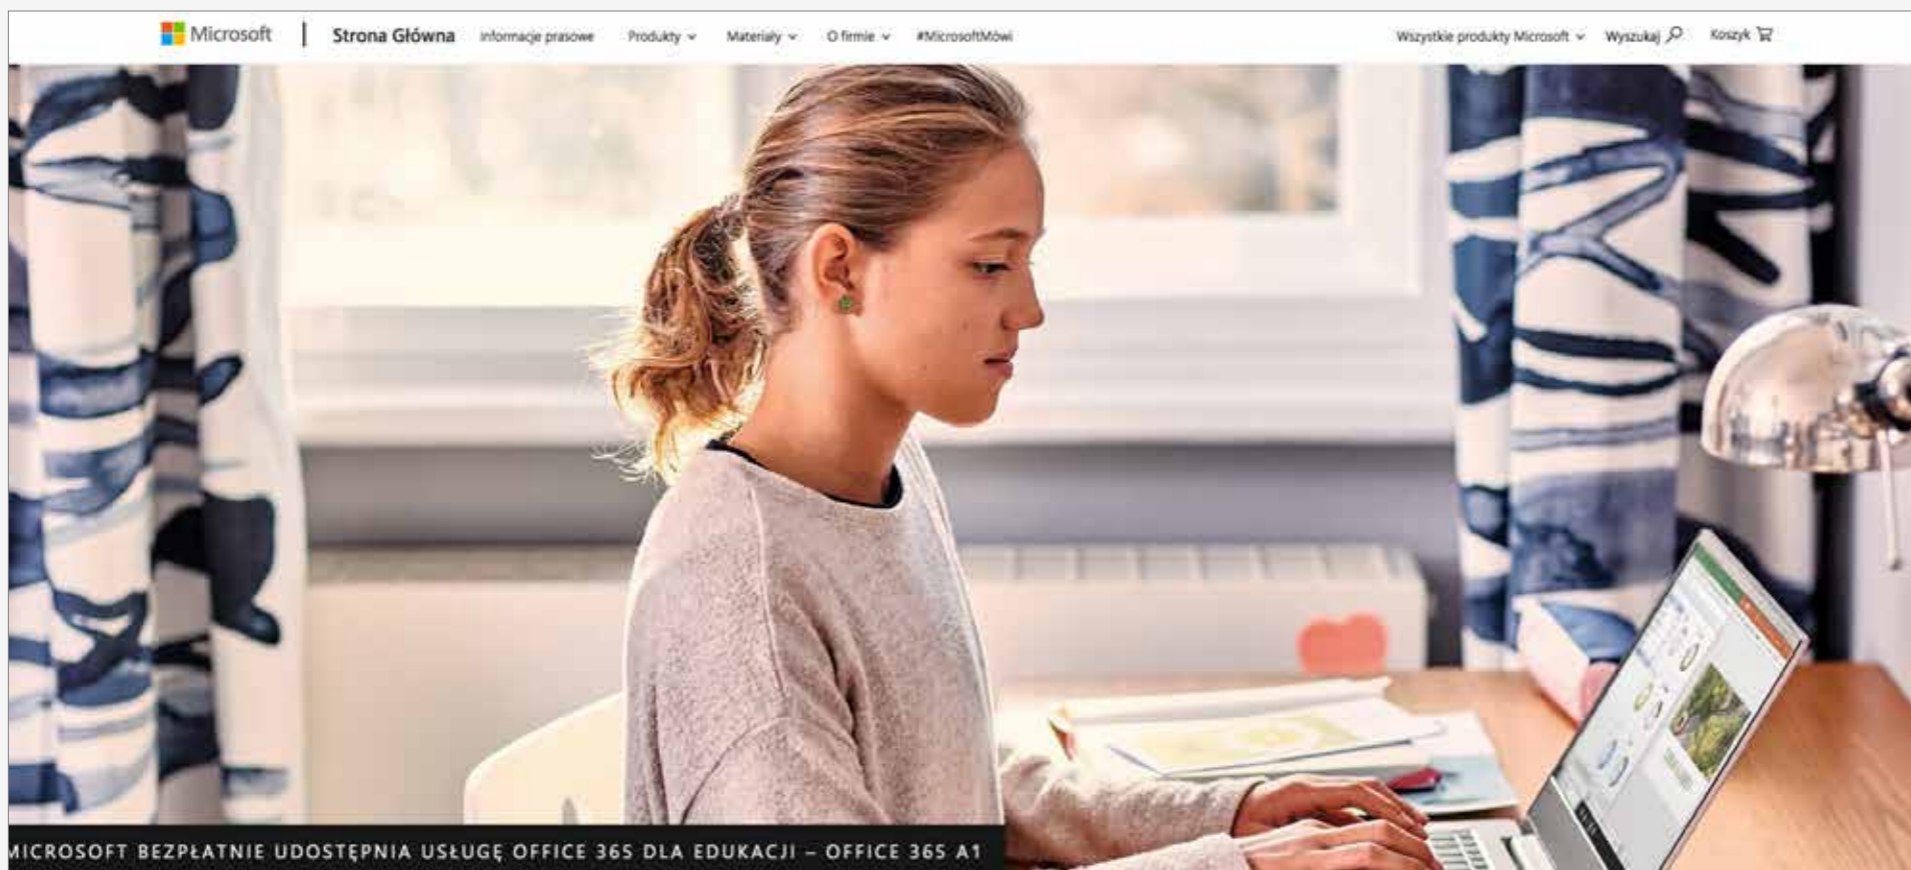 Microsoft | Strona Główna Informacje prasowe Produkty Materiały O firmie #MicrosoftMówi Wszystkie produkty Microsoft Wyszukaj Koszyk
MICROSOFT BEZPŁATNIE UDOSTĘPNIA USŁUGĘ OFFICE 365 DLA EDUKACJI – OFFICE 365 A1